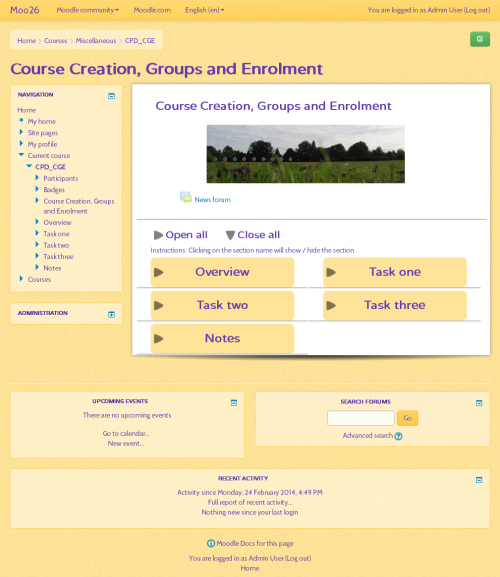 Moo26 Moodle community Moodle.com English (en) You are logged in as Admin User (Log out)
Home Courses Miscellaneous CPD_CGE
Course Creation, Groups and Enrolment
NAVIGATION
Home
My home
Site pages
My profile
Current course
CPD_CGE
Participants
Badges
Course Creation, Groups
and Enrolment
Overview
Task one
Task two
Task three
Notes
Courses
ADMINISTRATION
Course Creation, Groups and Enrolment
News forum
Open all Close all
Instructions: Clicking on the section name will show / hide the section.
Overview Task one
Task two Task three
Notes
UPCOMING EVENTS
There are no upcoming events
Go to calendar...
New event...
SEARCH FORUMS
Go
Advanced search
RECENT ACTIVITY
Activity since Monday, 24 February 2014, 4:49 PM
Full report of recent activity...
Nothing new since your last login
Moodle Docs for this page
You are logged in as Admin User (Log out)
Home